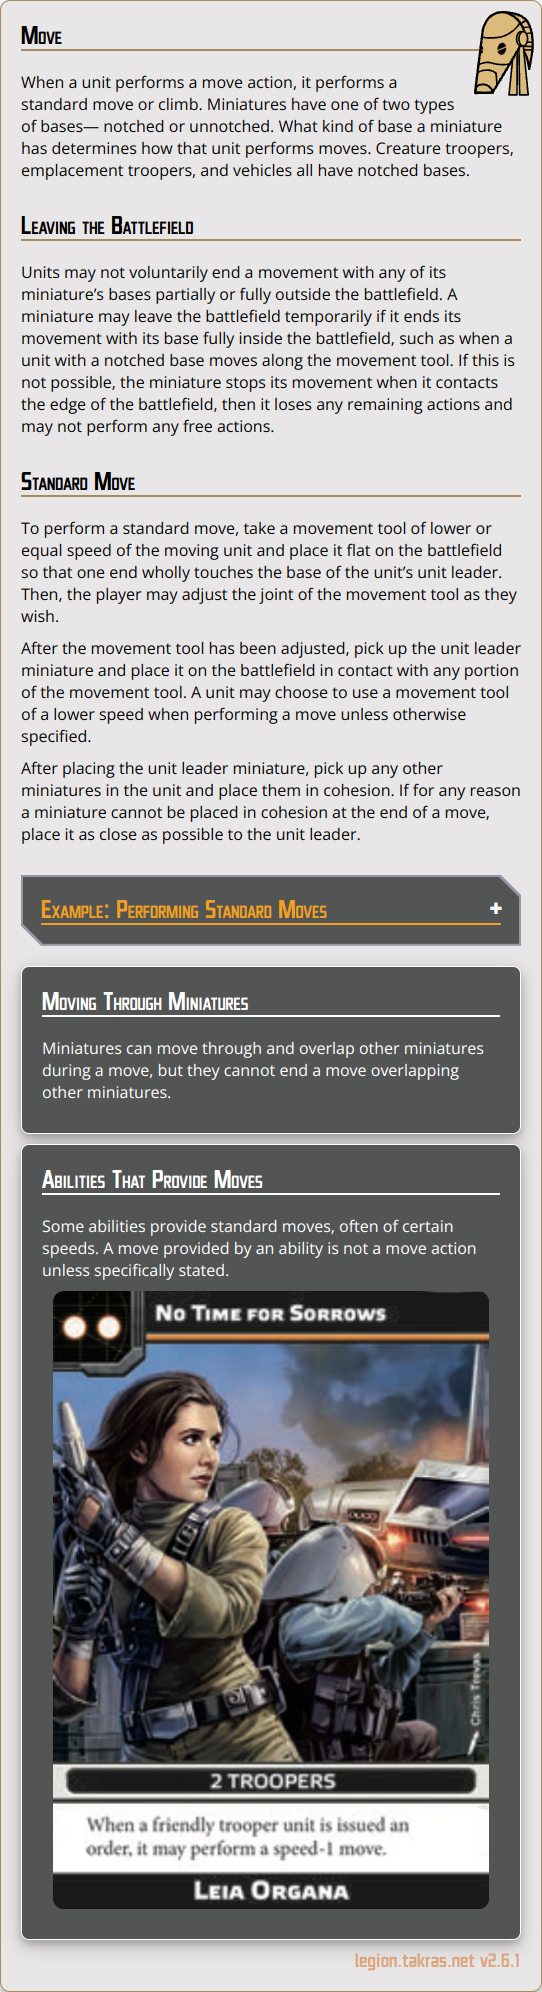 Move
When a unit performs a move action, it performs a
standard move or climb. Miniatures have one of two types
of bases— notched or unnotched. What kind of base a miniature
has determines how that unit performs moves. Creature troopers,
emplacement troopers, and vehicles all have notched bases.
Leaving the Battlefield
Units may not voluntarily end a movement with any of its
miniature’s bases partially or fully outside the battlefield. A
miniature may leave the battlefield temporarily if it ends its
movement with its base fully inside the battlefield, such as when a
unit with a notched base moves along the movement tool. If this is
not possible, the miniature stops its movement when it contacts
the edge of the battlefield, then it loses any remaining actions and
may not perform any free actions.
Standard Move
To perform a standard move, take a movement tool of lower or
equal speed of the moving unit and place it flat on the battlefield
so that one end wholly touches the base of the unit’s unit leader.
Then, the player may adjust the joint of the movement tool as they
wish.
After the movement tool has been adjusted, pick up the unit leader
miniature and place it on the battlefield in contact with any portion
of the movement tool. A unit may choose to use a movement tool
of a lower speed when performing a move unless otherwise
specified.
After placing the unit leader miniature, pick up any other
miniatures in the unit and place them in cohesion. If for any reason
a miniature cannot be placed in cohesion at the end of a move,
place it as close as possible to the unit leader.
Example: Performing Standard Moves +
Moving Through Miniatures
Miniatures can move through and overlap other miniatures
during a move, but they cannot end a move overlapping
other miniatures.
Abilities That Provide Moves
Some abilities provide standard moves, often of certain
speeds. A move provided by an ability is not a move action
unless specifically stated.
No Time for Sorrows
Chris Trevas
2 TROOPERS
When a friendly trooper unit is issued an
order, it may perform a speed-1 move.
Leia Organa
legion.takras.net v2.6.1